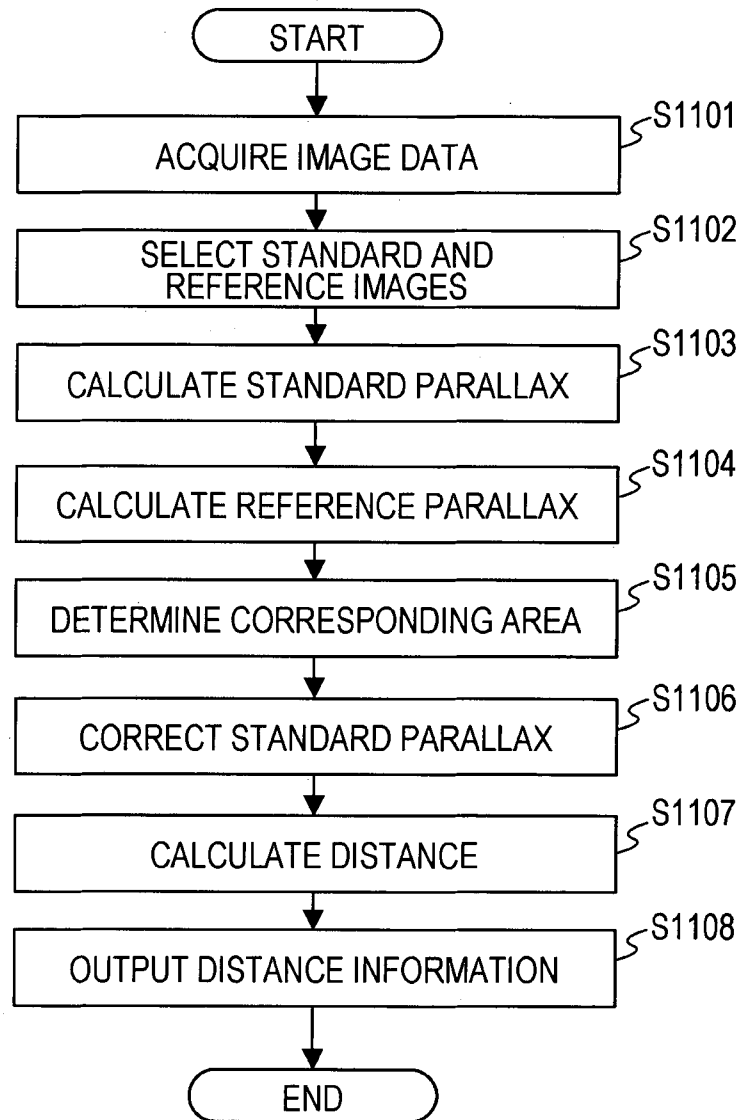 START
S1101
ACQUIRE IMAGE DATA
S1102
SELECT STANDARD AND
REFERENCE IMAGES
S1103
CALCULATE STANDARD PARALLAX
S1104
CALCULATE REFERENCE PARALLAX
S1105
DETERMINE CORRESPONDING AREA
S1106
CORRECT STANDARD PARALLAX
S1107
CALCULATE DISTANCE
S1108
OUTPUT DISTANCE INFORMATION
END